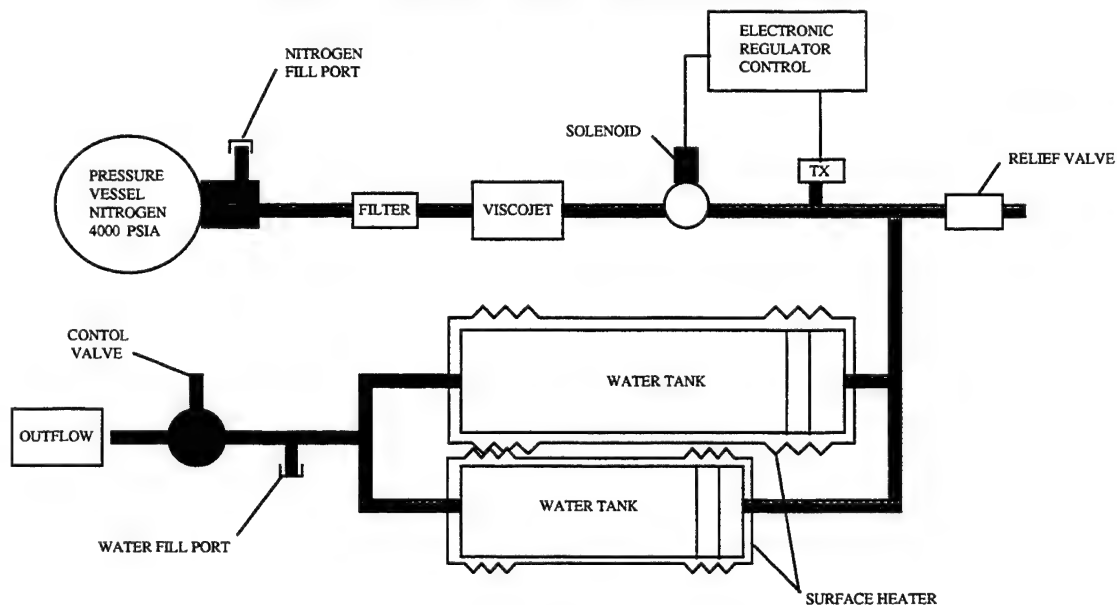 NITROGEN
FILL PORT
ELECTRONIC
REGULATOR
CONTROL
SOLENOID
TX
RELIEF VALVE
PRESSURE
VESSEL
NITROGEN
4000 PSIA
FILTER
VISCOJET
CONTOL
VALVE
WATER TANK
OUTFLOW
WATER TANK
WATER FILL PORT
SURFACE HEATER